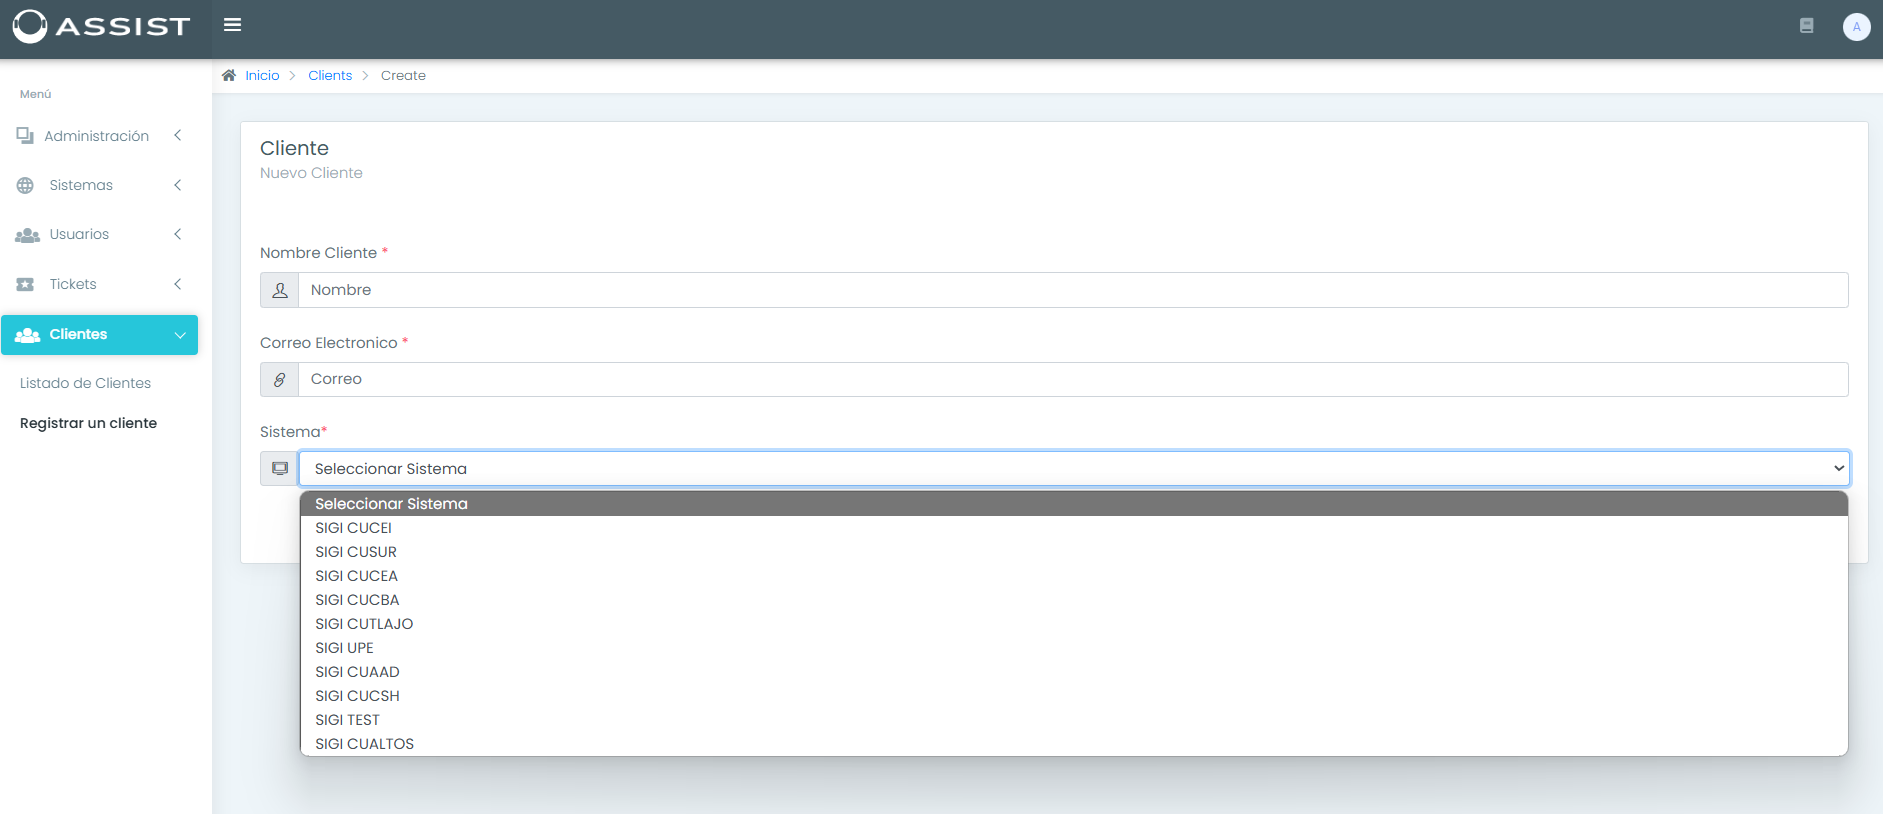 ASSIST
A
Inicio > Clients > Create
Menú
Administración
Sistemas
Usuarios
Tickets
Clientes
Listado de Clientes
Registrar un cliente
Cliente
Nuevo Cliente
Nombre Cliente *
Nombre
Correo Electronico *
Correo
Sistema*
Seleccionar Sistema
Seleccionar Sistema
SIGI CUCEI
SIGI CUSUR
SIGI CUCEA
SIGI CUCBA
SIGI CUTLAJO
SIGI UPE
SIGI CUAAD
SIGI CUCSH
SIGI TEST
SIGI CUALTOS